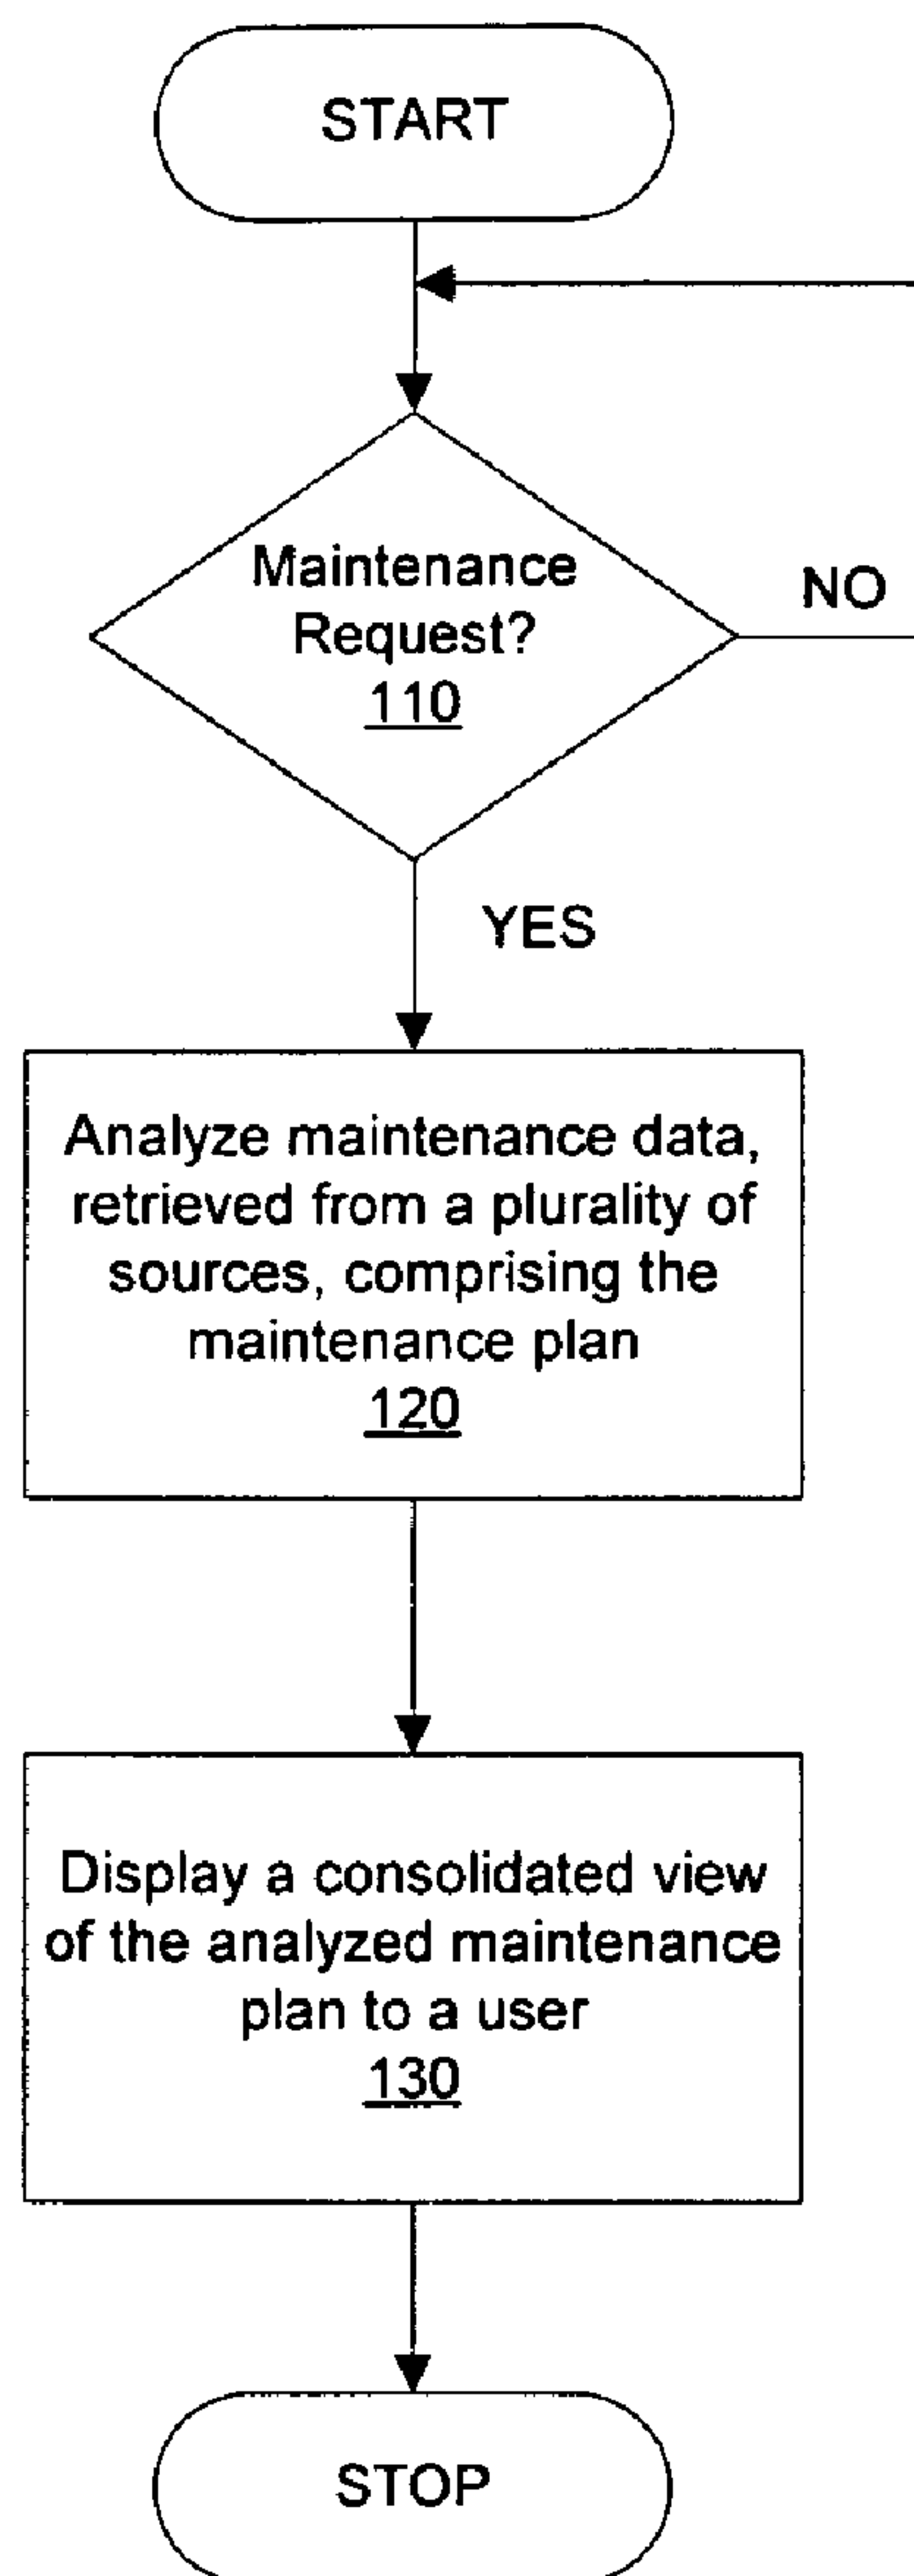 START
Maintenance
Request?
110
NO
YES
Analyze maintenance data,
retrieved from a plurality of
sources, comprising the
maintenance plan
120
Display a consolidated view
of the analyzed maintenance
plan to a user
130
STOP